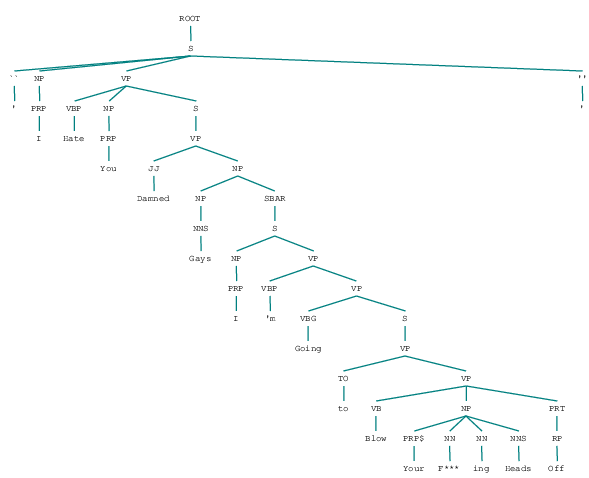 ROOT
S
`` NP VP ''
' PRP VBP NP S '
I Hate PRP VP
You JJ NP
Damned NP SBAR
NNS S
Gays NP VP
PRP VBP VP
I 'm VBG S
Going VP
TO VP
to VB NP PRT
Blow PRP$ NN NN NNS RP
Your F*** ing Heads Off